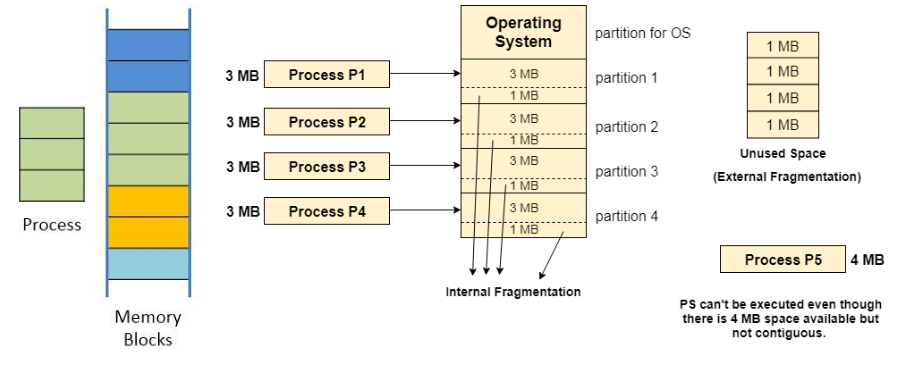 Process
Memory
Blocks
3 MB
Process P1
3 MB
Process P2
3 MB
Process P3
3 MB
Process P4
Operating
System
3 MB
1 MB
3 MB
1 MB
3 MB
1 MB
3 MB
1 MB
partition for OS
partition 1
partition 2
partition 3
partition 4
Internal Fragmentation
1 MB
1 MB
1 MB
1 MB
Unused Space
(External Fragmentation)
Process P5
4 MB
PS can't be executed even though
there is 4 MB space available but
not contiguous.